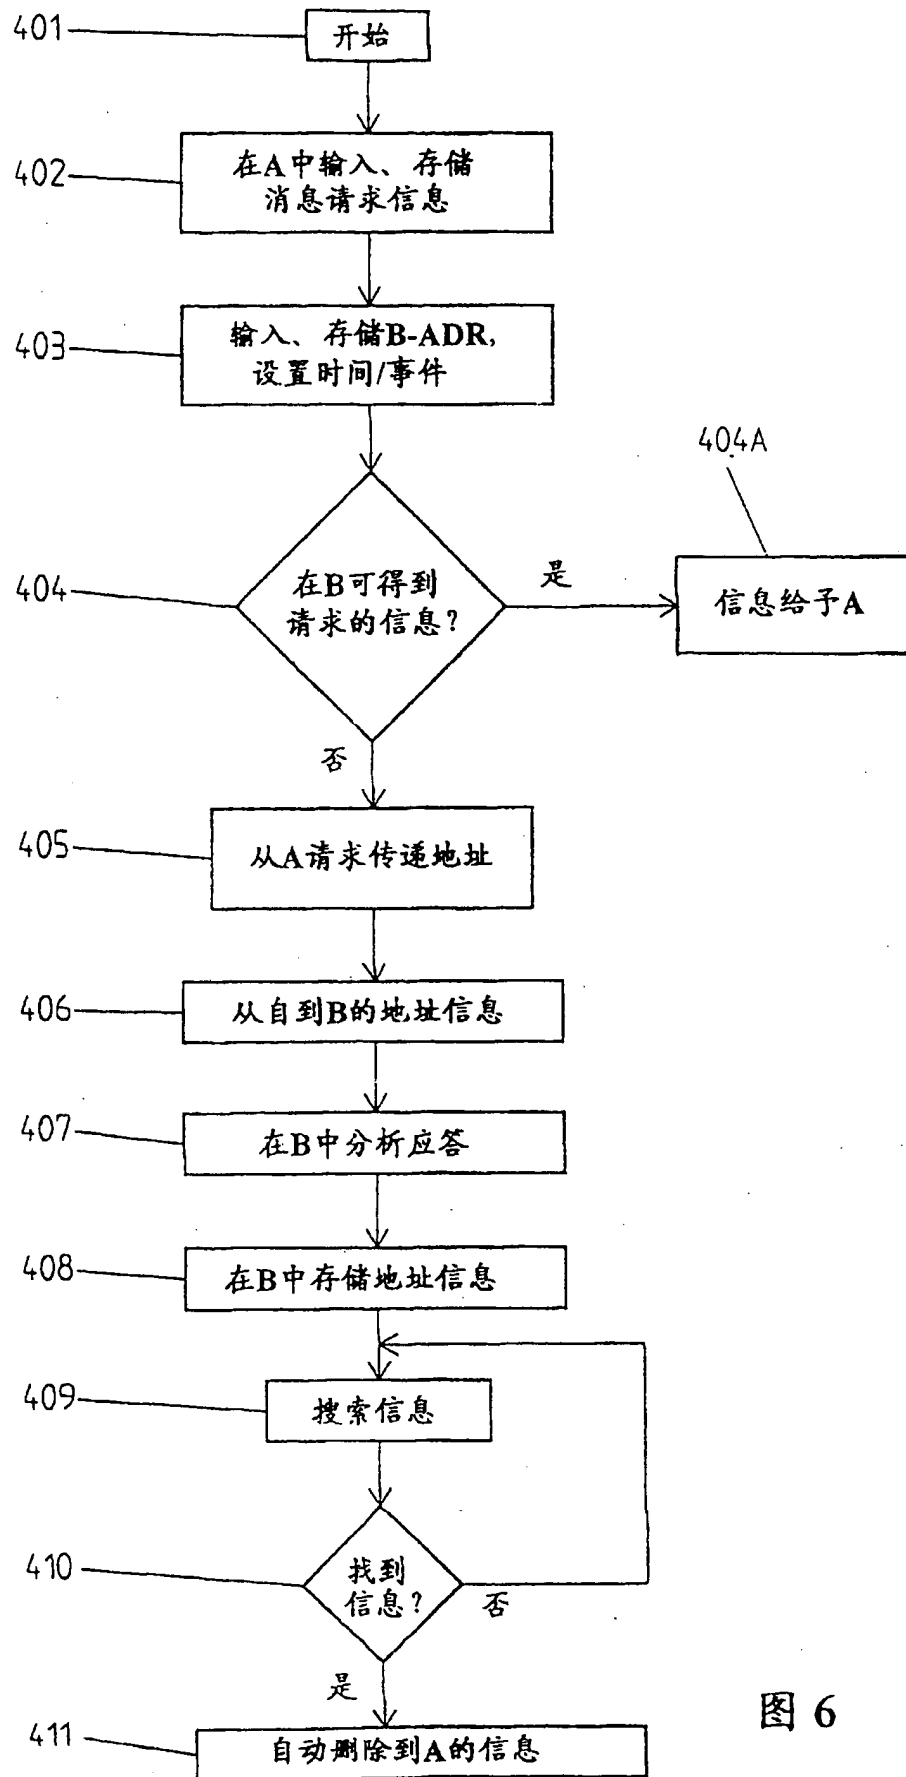 401
开始
402
在A中输入、存储
消息请求信息
403
输入、存储B-ADR,
设置时间/事件
404A
404
在B可得到
请求的信息?
是
信息给予A
否
405
从A请求传递地址
406
从自到B的地址信息
407
在B中分析应答
408
在B中存储地址信息
409
搜索信息
410
找到
信息?
否
是
411
自动删除到A的信息
图 6